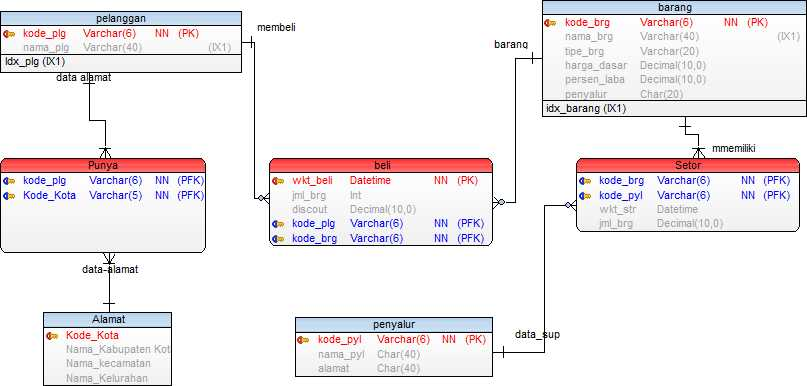 pelanggan
kode_plg Varchar(6) NN (PK)
nama_plg Varchar(40) (IX1)
Idx_plg (IX1)
membeli
barang
kode_brg Varchar(6) NN (PK)
nama_brg Varchar(40) (IX1)
tipe_brg Varchar(20)
harga_dasar Decimal(10,0)
persen_laba Decimal(10,0)
penyalur Char(20)
idx_barang (IX1)
barang
data alamat
Punya
kode_plg Varchar(6) NN (PFK)
Kode_Kota Varchar(5) NN (PFK)
beli
wkt_beli Datetime NN (PK)
jml_brg Int
discout Decimal(10,0)
kode_plg Varchar(6) NN (PFK)
kode_brg Varchar(6) NN (PFK)
mmemiliki
Setor
kode_brg Varchar(6) NN (PFK)
kode_pyl Varchar(6) NN (PFK)
wkt_str Datetime
jml_brg Decimal(10,0)
data-alamat
Alamat
Kode_Kota
Nama_Kabupaten Kot
Nama_kecamatan
Nama_Kelurahan
penyalur
kode_pyl Varchar(6) NN (PK)
nama_pyl Char(40)
alamat Char(40)
data_sup